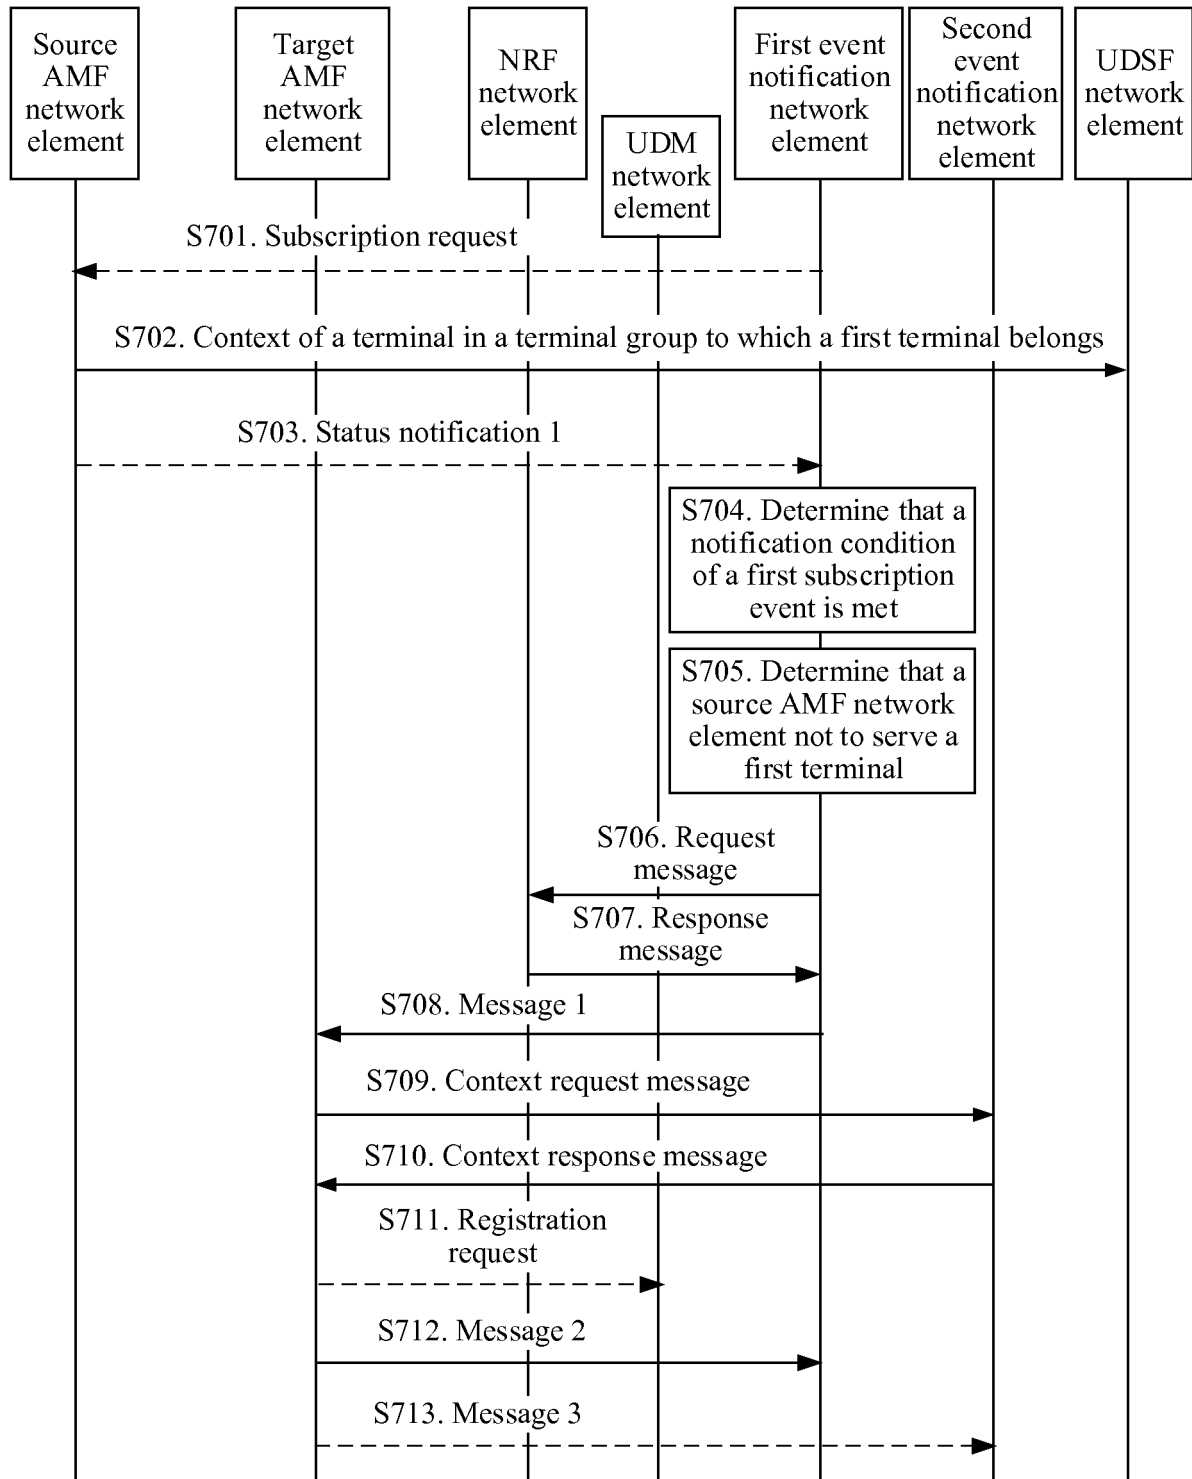 Source
AMF
network
element
Target
AMF
network
element
NRF
network
element
UDM
network
element
First event
notification
network
element
Second
event
notification
network
element
UDSF
network
element
S701. Subscription request
S702. Context of a terminal in a terminal group to which a first terminal belongs
S703. Status notification 1
S704. Determine that a
notification condition
of a first subscription
event is met
S705. Determine that a
source AMF network
element not to serve a
first terminal
S706. Request
message
S707. Response
message
S708. Message 1
S709. Context request message
S710. Context response message
S711. Registration
request
S712. Message 2
S713. Message 3